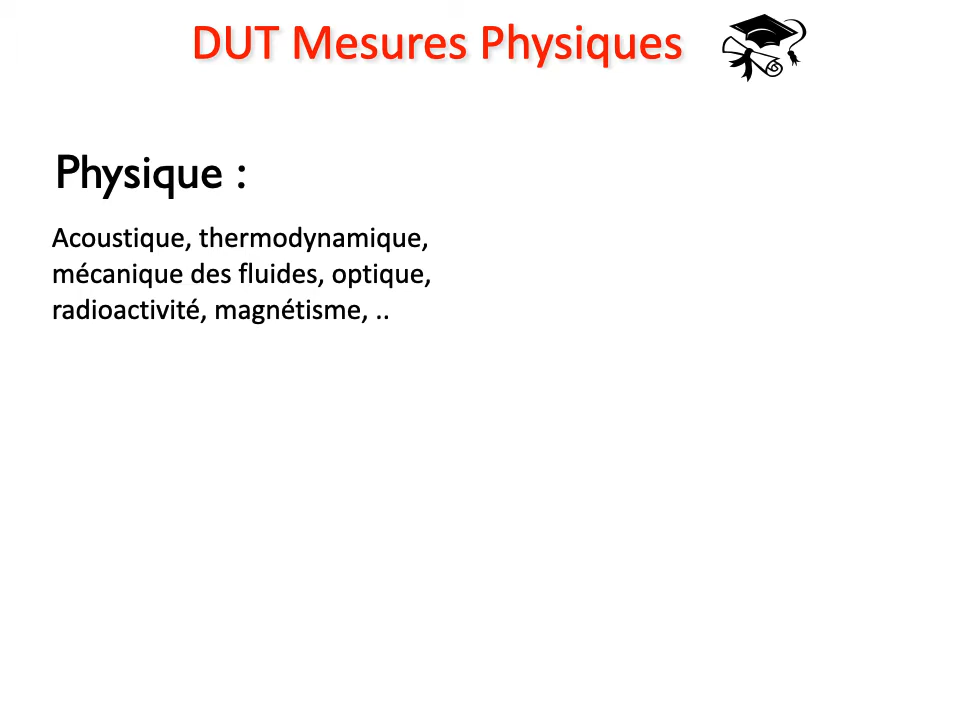 DUT Mesures Physiques
Physique :
Acoustique, thermodynamique,
mécanique des fluides, optique,
radioactivité, magnétisme, ..